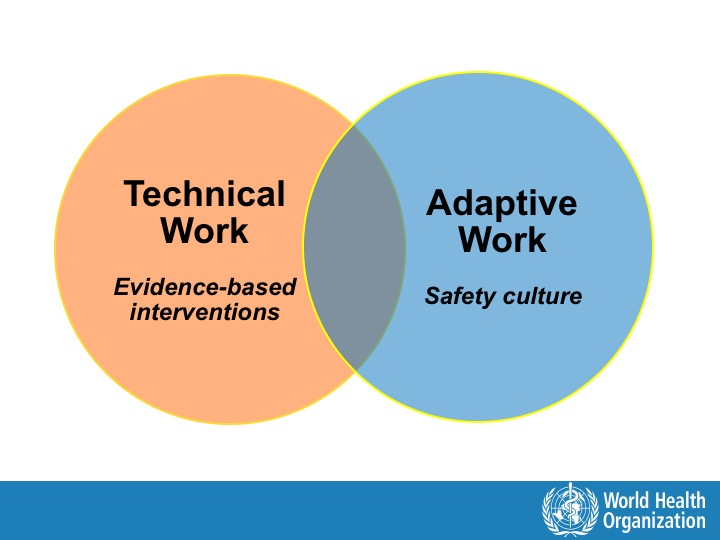 Technical
Work
Evidence-based
interventions
Adaptive
Work
Safety culture
World Health
Organization